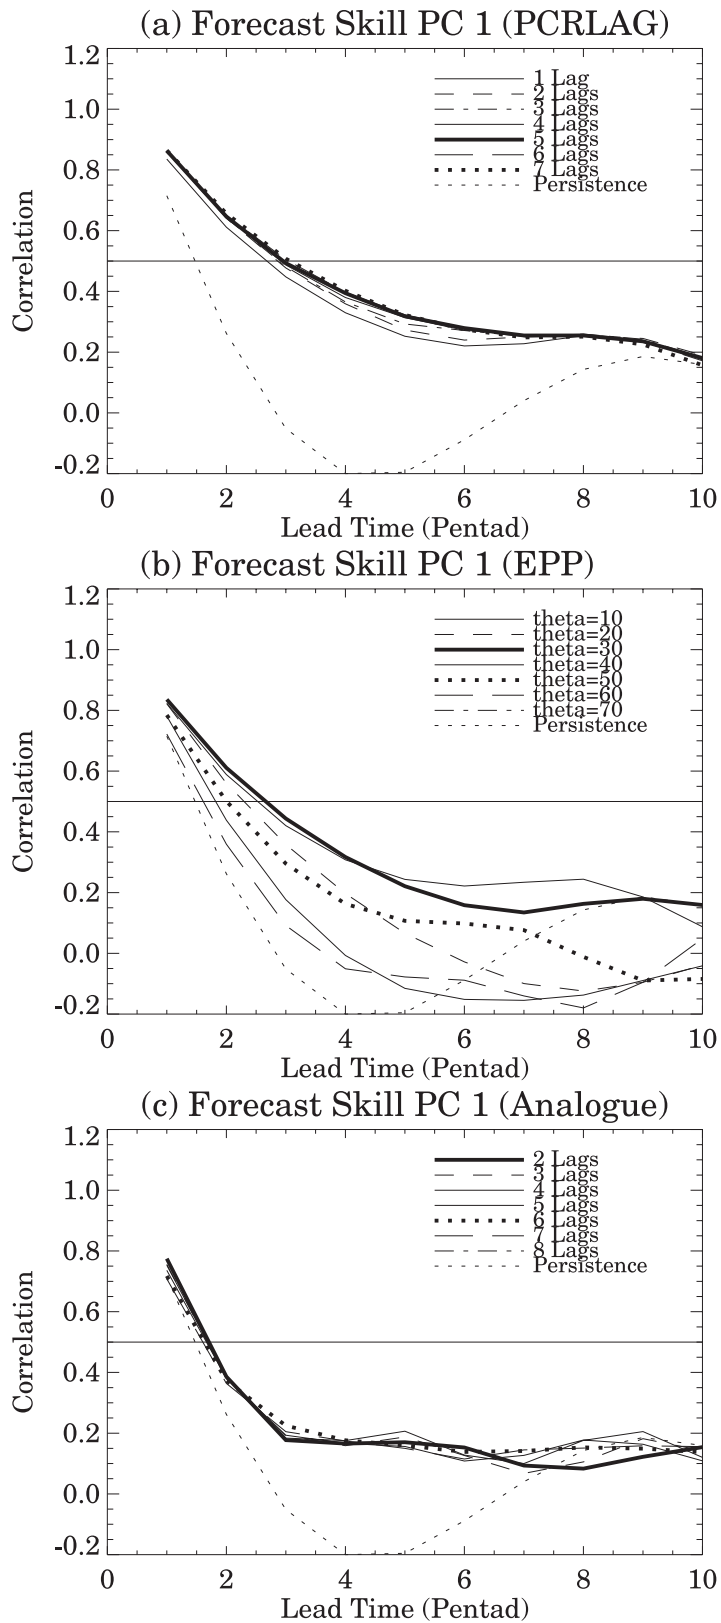 (a) Forecast Skill PC 1 (PCRLAG)
1.2
1.0
0.8
0.6
0.4
0.2
0.0
-0.2
Correlation
1 Lag
2 Lags
3 Lags
4 Lags
5 Lags
6 Lags
7 Lags
Persistence
0 2 4 6 8 10
Lead Time (Pentad)
(b) Forecast Skill PC 1 (EPP)
1.2
1.0
0.8
0.6
0.4
0.2
0.0
-0.2
Correlation
theta=10
theta=20
theta=30
theta=40
theta=50
theta=60
theta=70
Persistence
0 2 4 6 8 10
Lead Time (Pentad)
(c) Forecast Skill PC 1 (Analogue)
1.2
1.0
0.8
0.6
0.4
0.2
0.0
-0.2
Correlation
2 Lags
3 Lags
4 Lags
5 Lags
6 Lags
7 Lags
8 Lags
Persistence
0 2 4 6 8 10
Lead Time (Pentad)